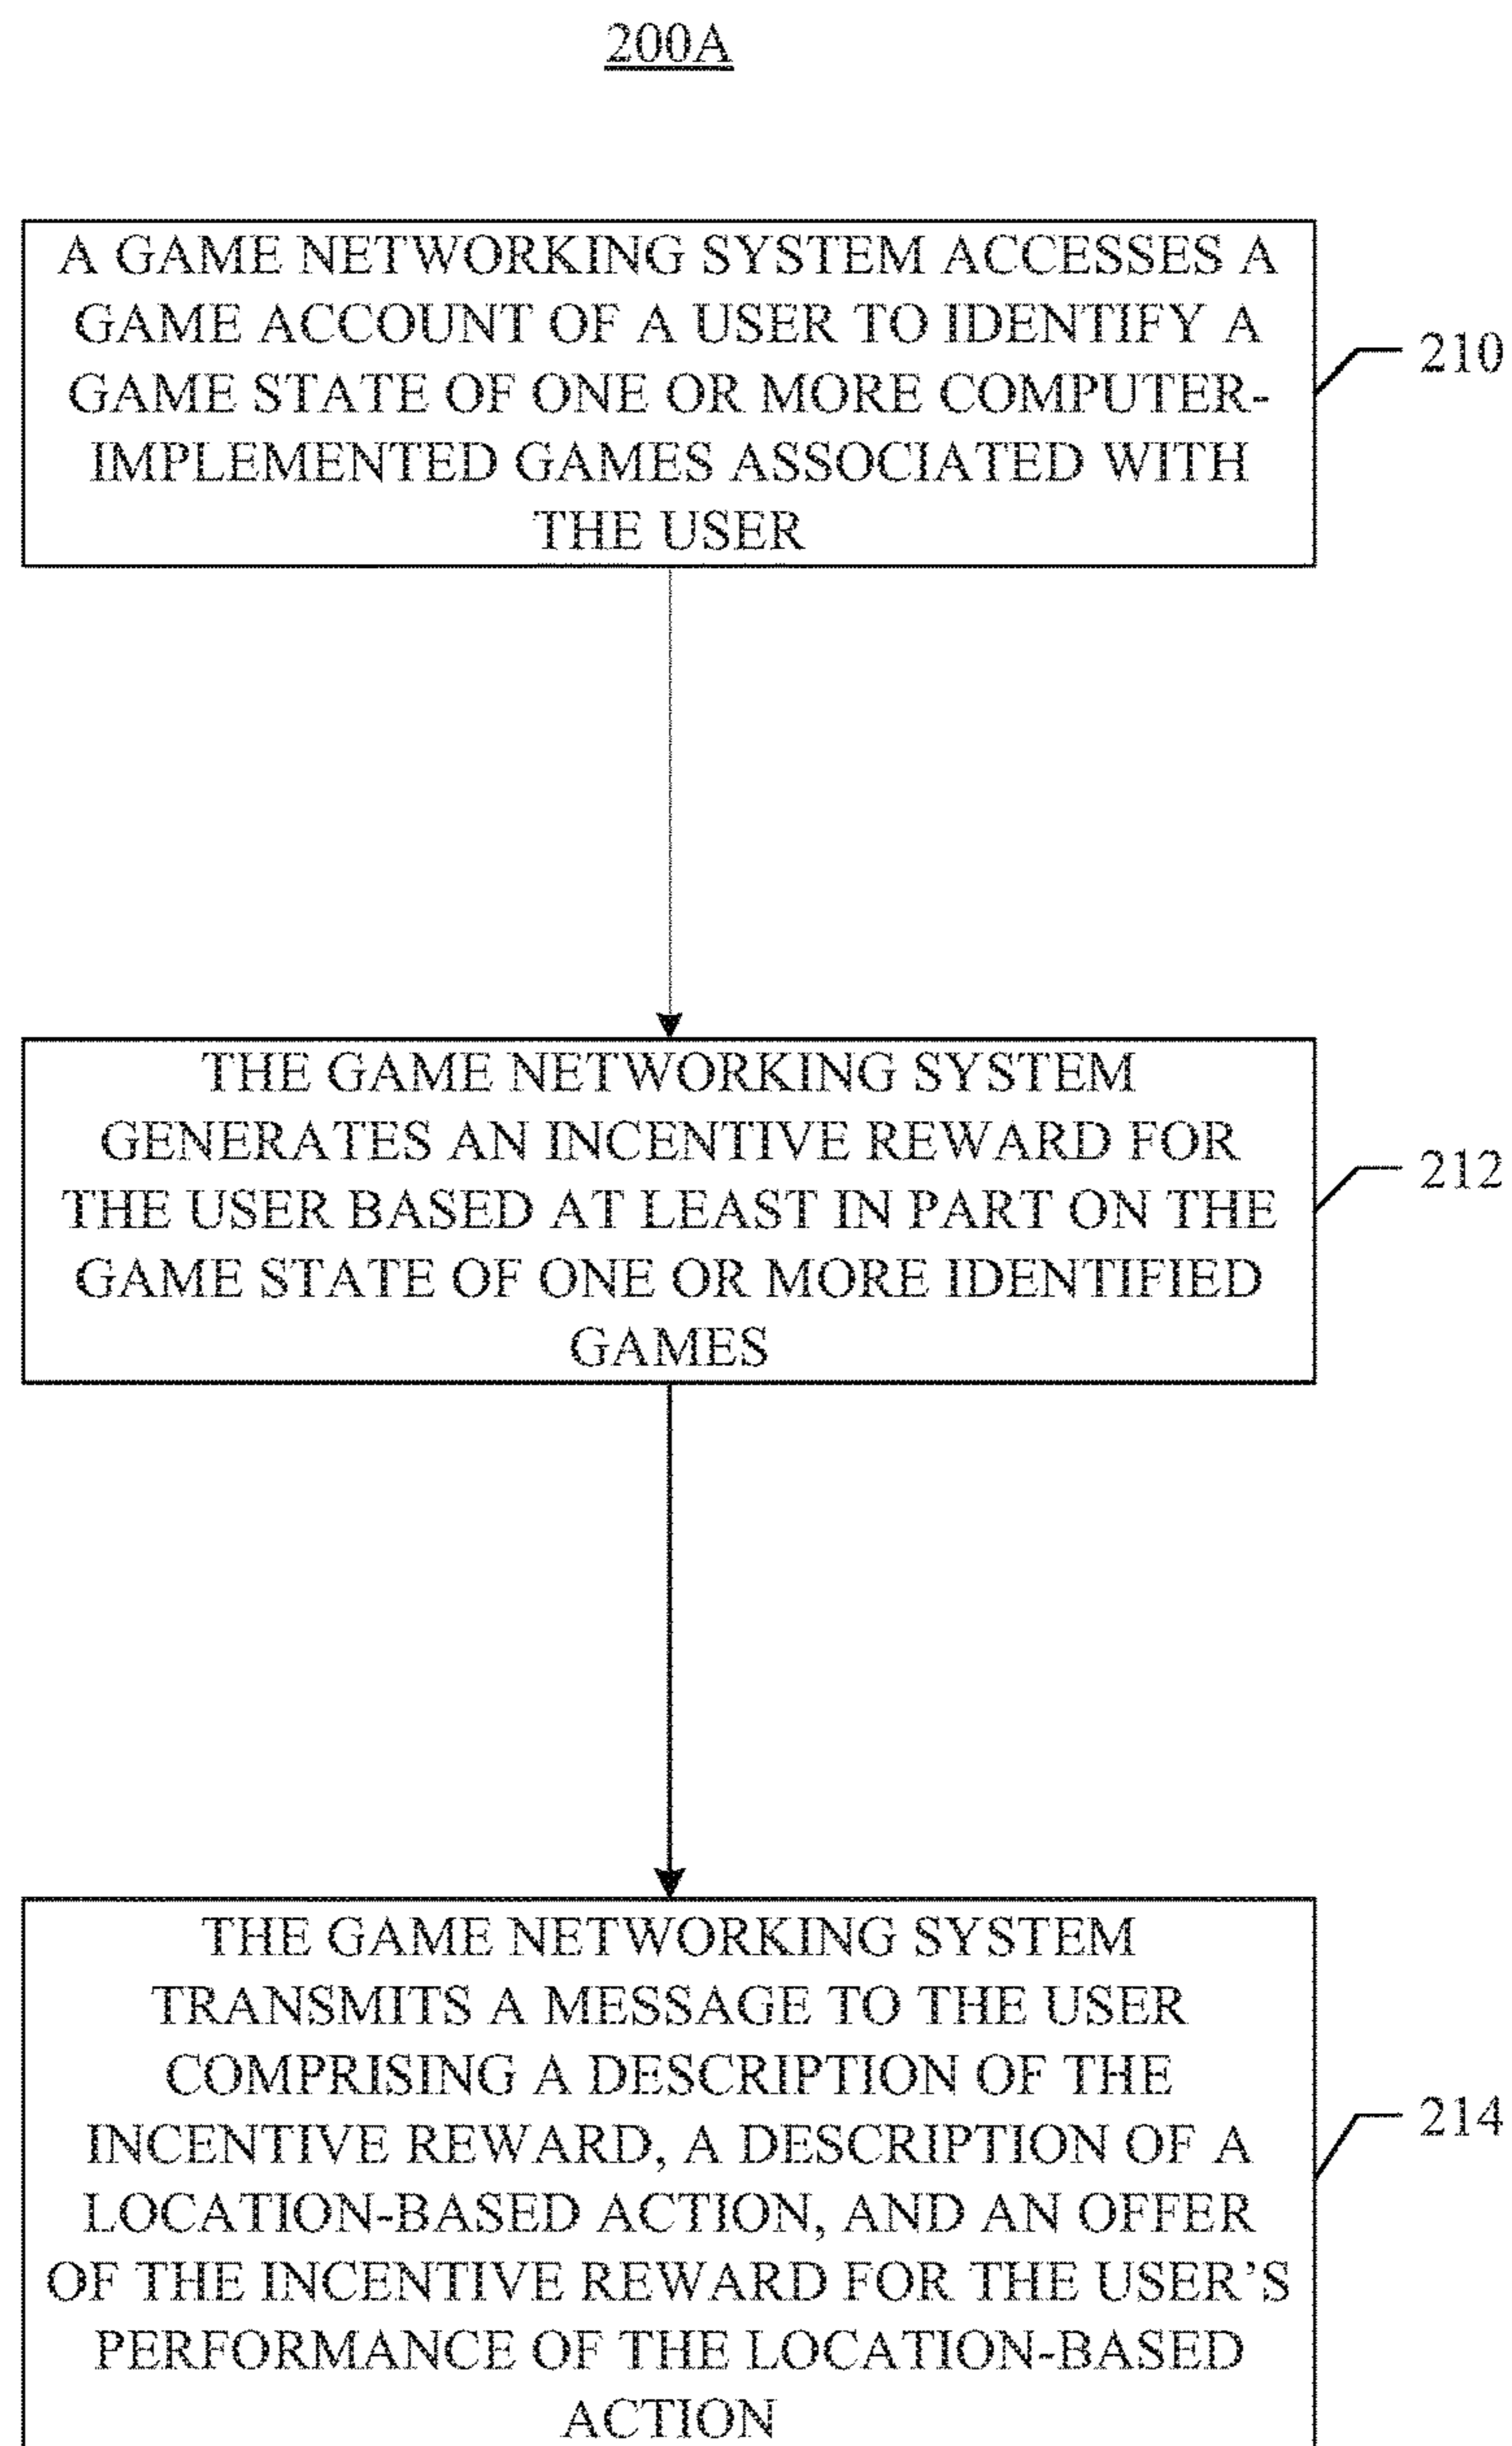 200A
A GAME NETWORKING SYSTEM ACCESSES A
GAME ACCOUNT OF A USER TO IDENTIFY A
GAME STATE OF ONE OR MORE COMPUTER-
IMPLEMENTED GAMES ASSOCIATED WITH
THE USER
210
THE GAME NETWORKING SYSTEM
GENERATES AN INCENTIVE REWARD FOR
THE USER BASED AT LEAST IN PART ON THE
GAME STATE OF ONE OR MORE IDENTIFIED
GAMES
212
THE GAME NETWORKING SYSTEM
TRANSMITS A MESSAGE TO THE USER
COMPRISING A DESCRIPTION OF THE
INCENTIVE REWARD, A DESCRIPTION OF A
LOCATION-BASED ACTION, AND AN OFFER
OF THE INCENTIVE REWARD FOR THE USER’S
PERFORMANCE OF THE LOCATION-BASED
ACTION
214